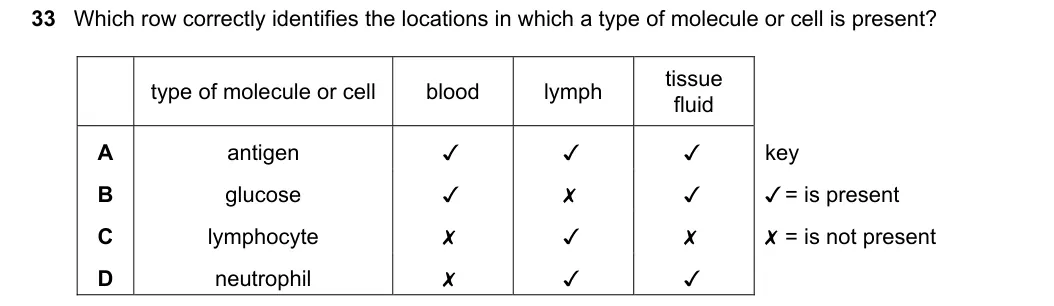 33 Which row correctly identifies the locations in which a type of molecule or cell is present?
type of molecule or cell blood lymph tissue fluid
A antigen ✓ ✓ ✓ key
B glucose ✓ ✗ ✓ ✓ = is present
C lymphocyte ✗ ✓ ✗ ✗ = is not present
D neutrophil ✗ ✓ ✓